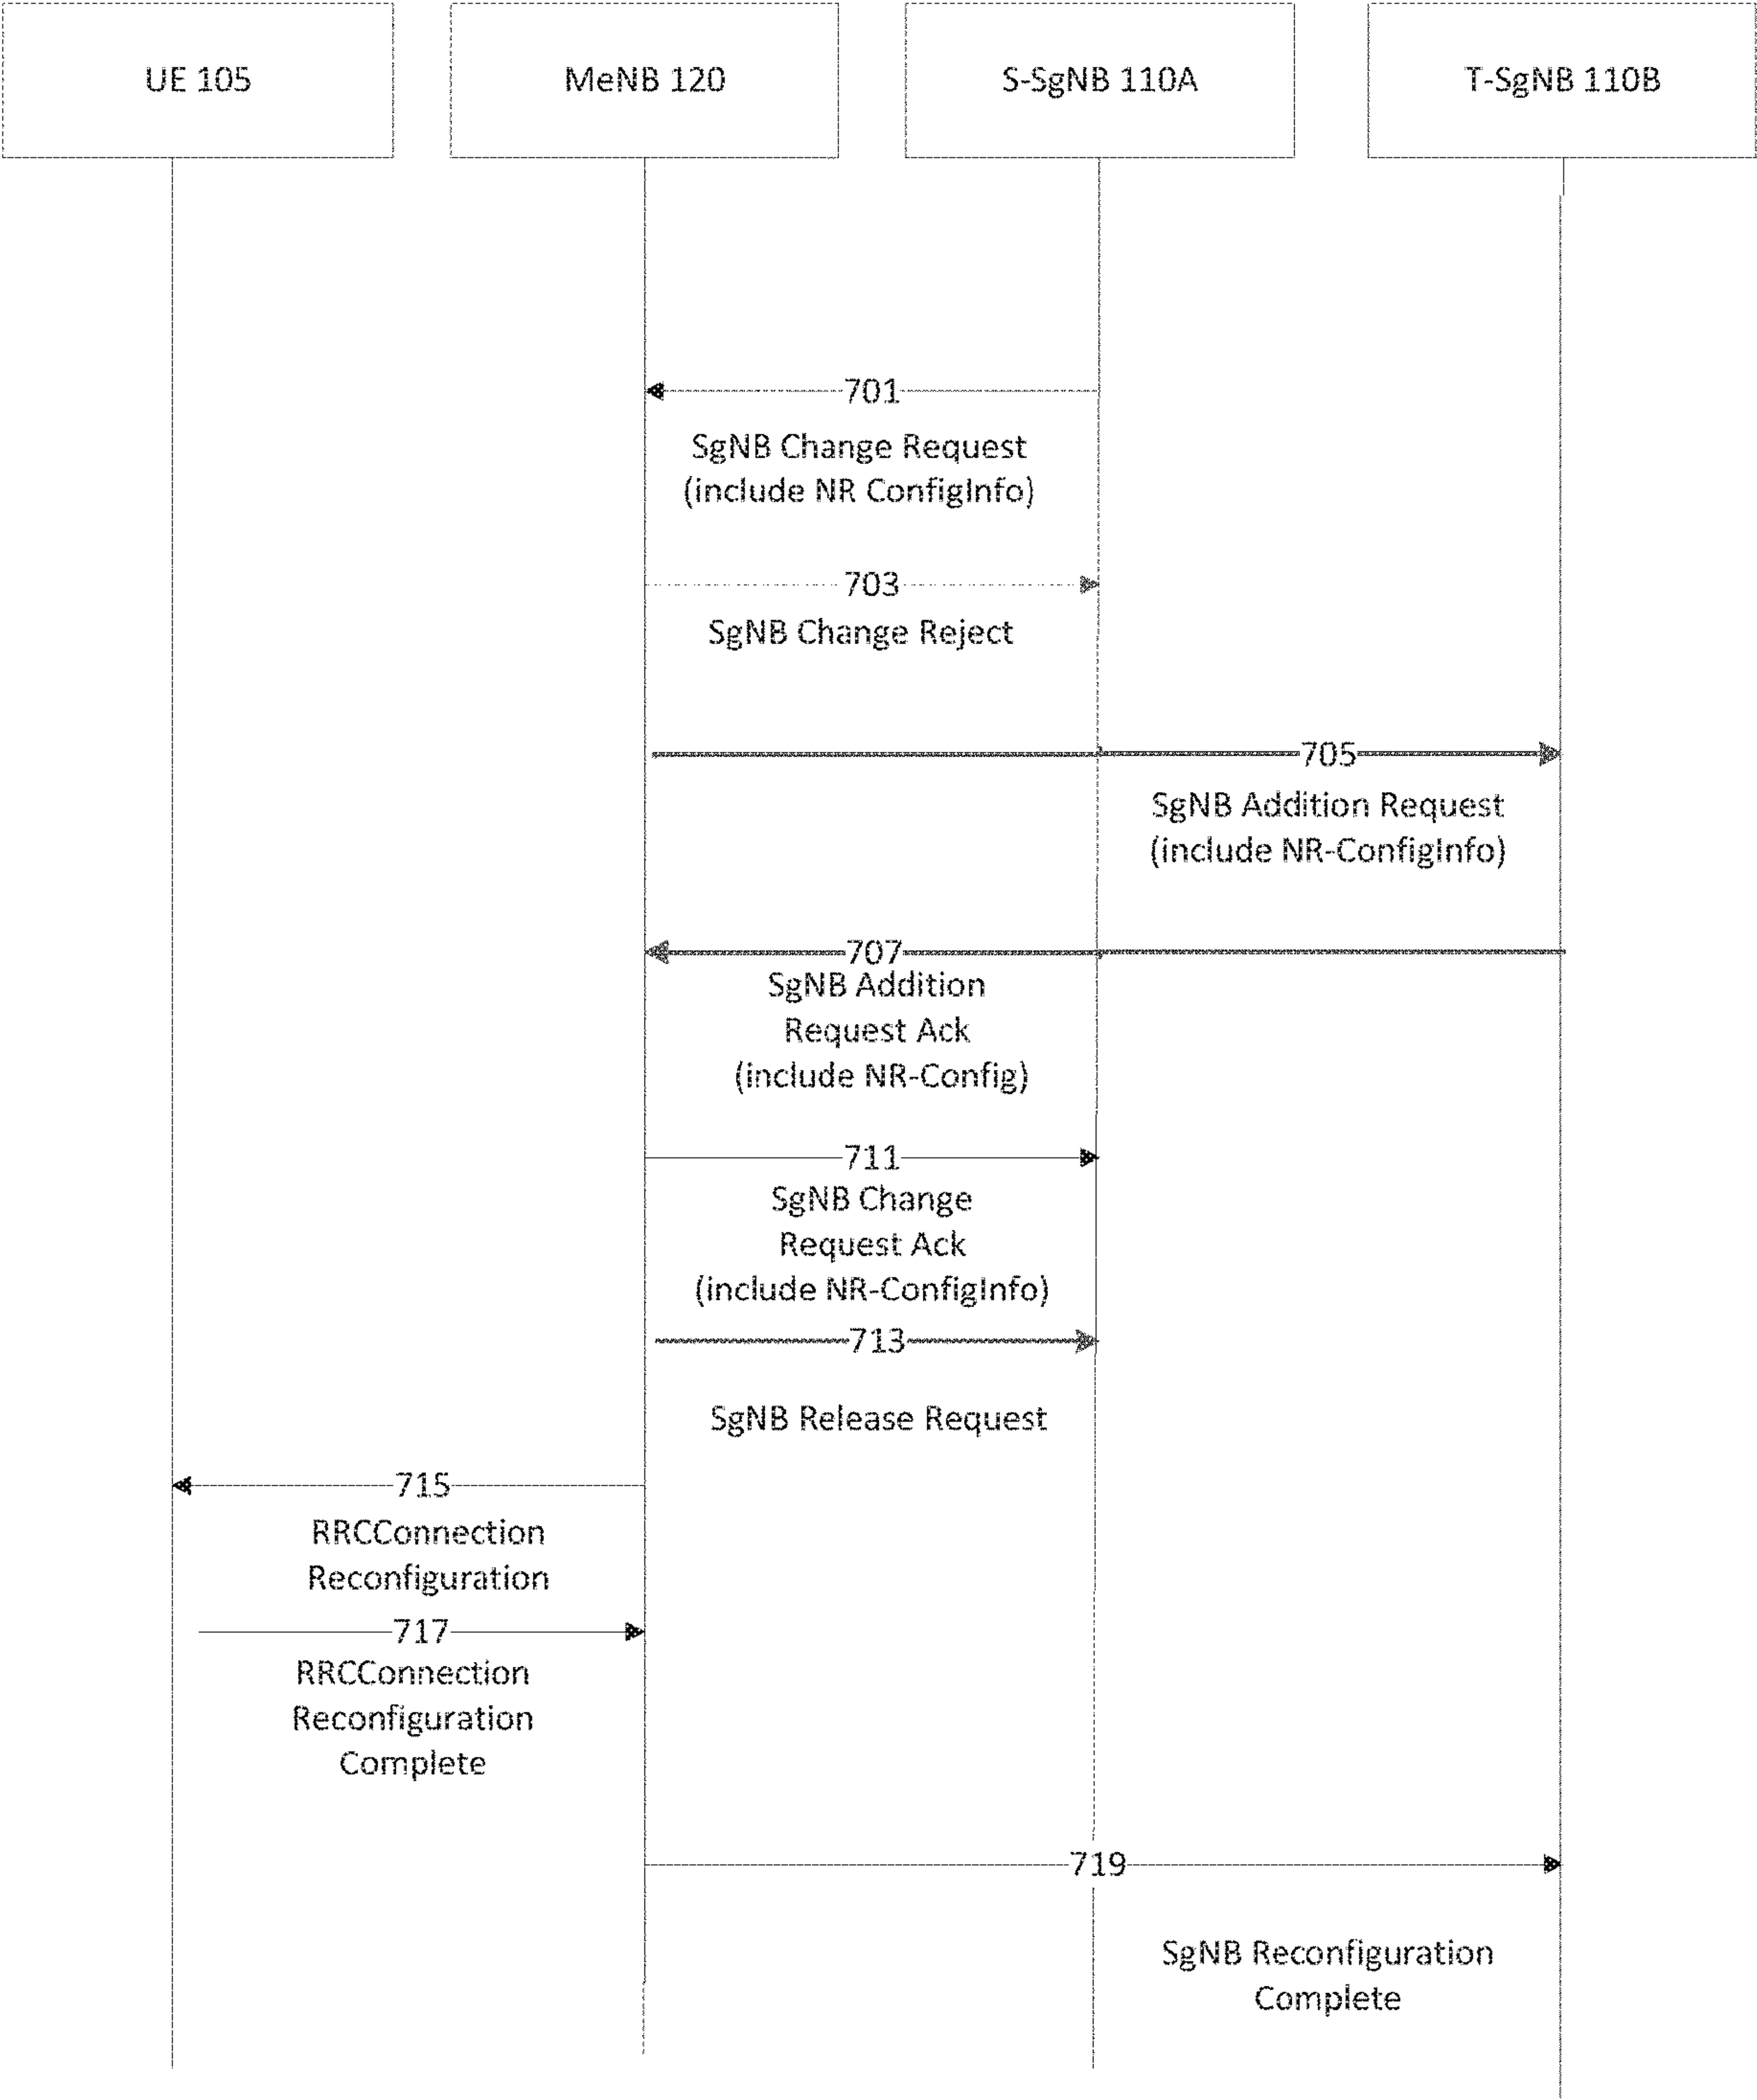 UE 105
MeNB 120
S-SgNB 110A
T-SgNB 110B
701
SgNB Change Request
(include NR ConfigInfo)
703
SgNB Change Reject
705
SgNB Addition Request
(include NR-ConfigInfo)
707
SgNB Addition
Request Ack
(include NR-Config)
711
SgNB Change
Request Ack
(include NR-ConfigInfo)
713
SgNB Release Request
715
RRCConnection
Reconfiguration
717
RRCConnection
Reconfiguration
Complete
719
SgNB Reconfiguration
Complete